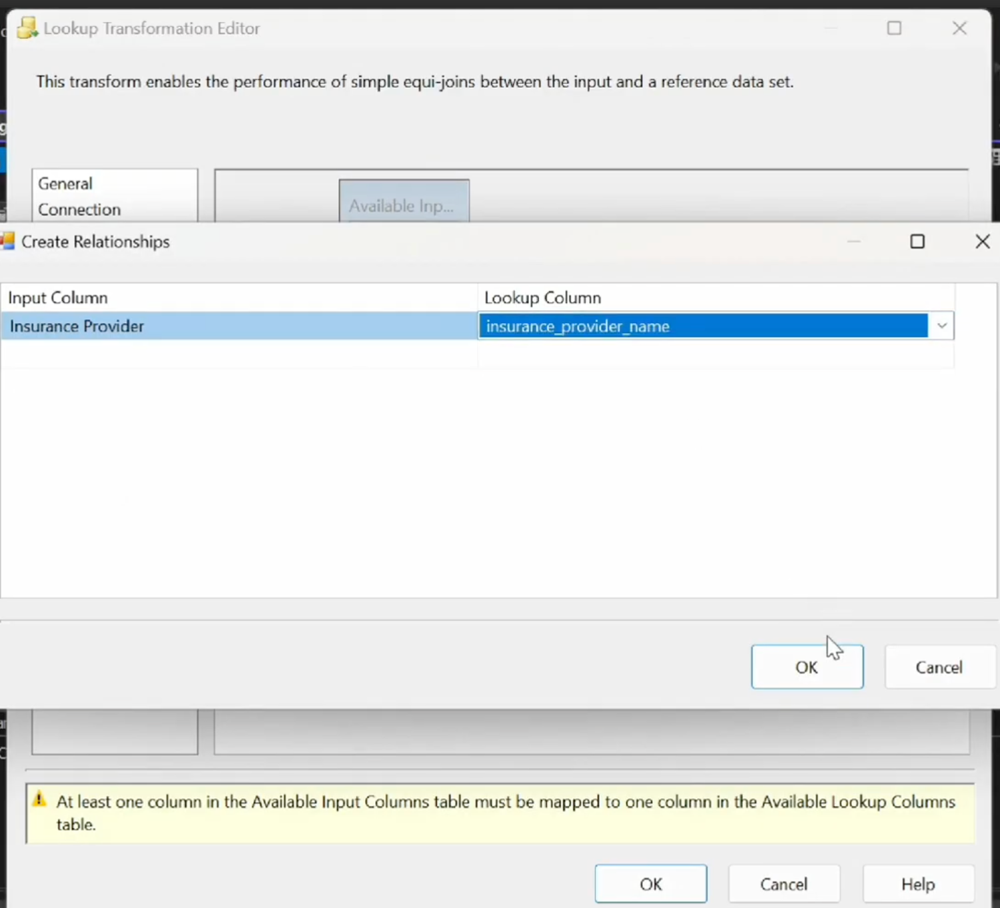 Lookup Transformation Editor
This transform enables the performance of simple equi-joins between the input and a reference data set.
General
Connection
Available Inp...
Create Relationships
Input Column
Lookup Column
Insurance Provider
insurance_provider_name
OK
Cancel
At least one column in the Available Input Columns table must be mapped to one column in the Available Lookup Columns
table.
OK
Cancel
Help